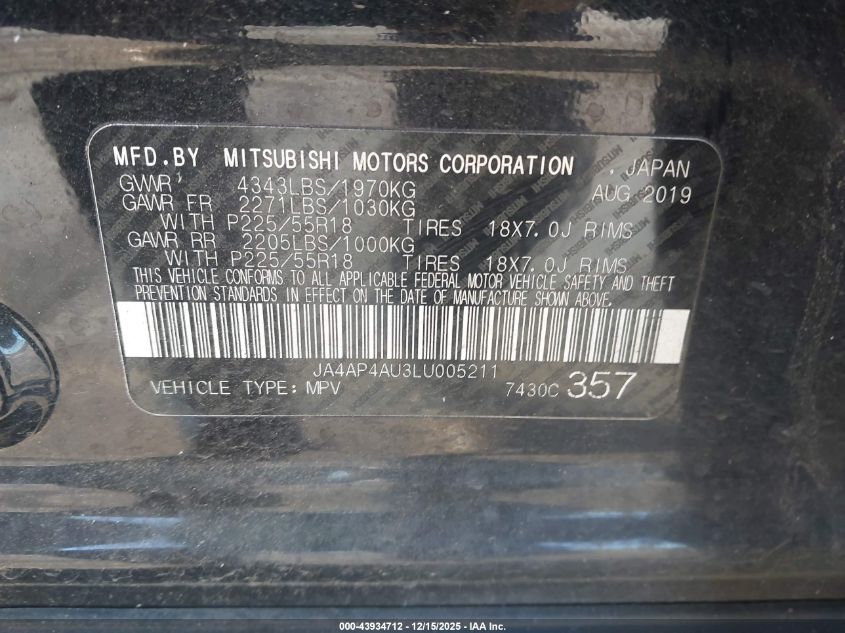 MFD.BY MITSUBISHI MOTORS CORPORATION , JAPAN
GVWR 4343LBS/1970KG AUG 2019
GAWR FR 2271LBS/1030KG
WITH P225/55R18 TIRES 18X7.0J RIMS
GAWR RR 2205LBS/1000KG
WITH P225/55R18 TIRES 18X7.0J RIMS
THIS VEHICLE CONFORMS TO ALL APPLICABLE FEDERAL MOTOR VEHICLE SAFETY AND THEFT
PREVENTION STANDARDS IN EFFECT ON THE DATE OF MANUFACTURE SHOWN ABOVE.
JA4AP4AU3LU005211
VEHICLE TYPE: MPV 7430C 357
000-43934712 - 12/15/2025 - IAA Inc.